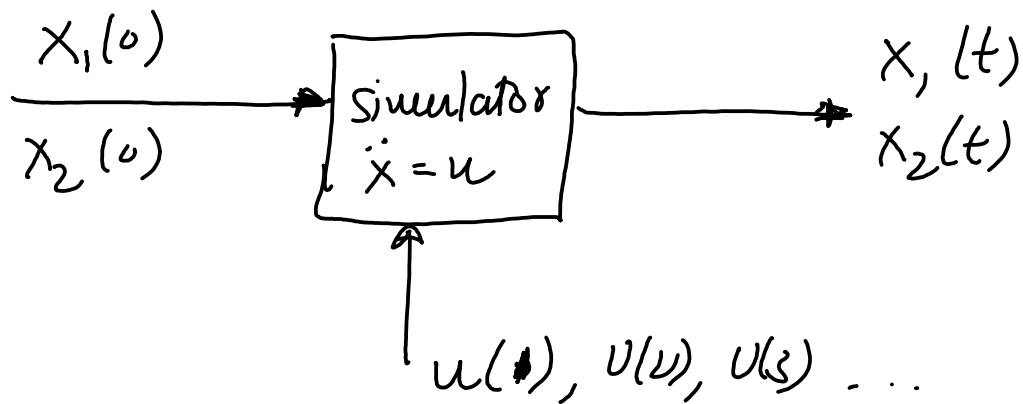 X₁(0)
X₂(0)
simulator
ẍ = u
X₁(t)
X₂(t)
u(1), U(2), U(3) ....